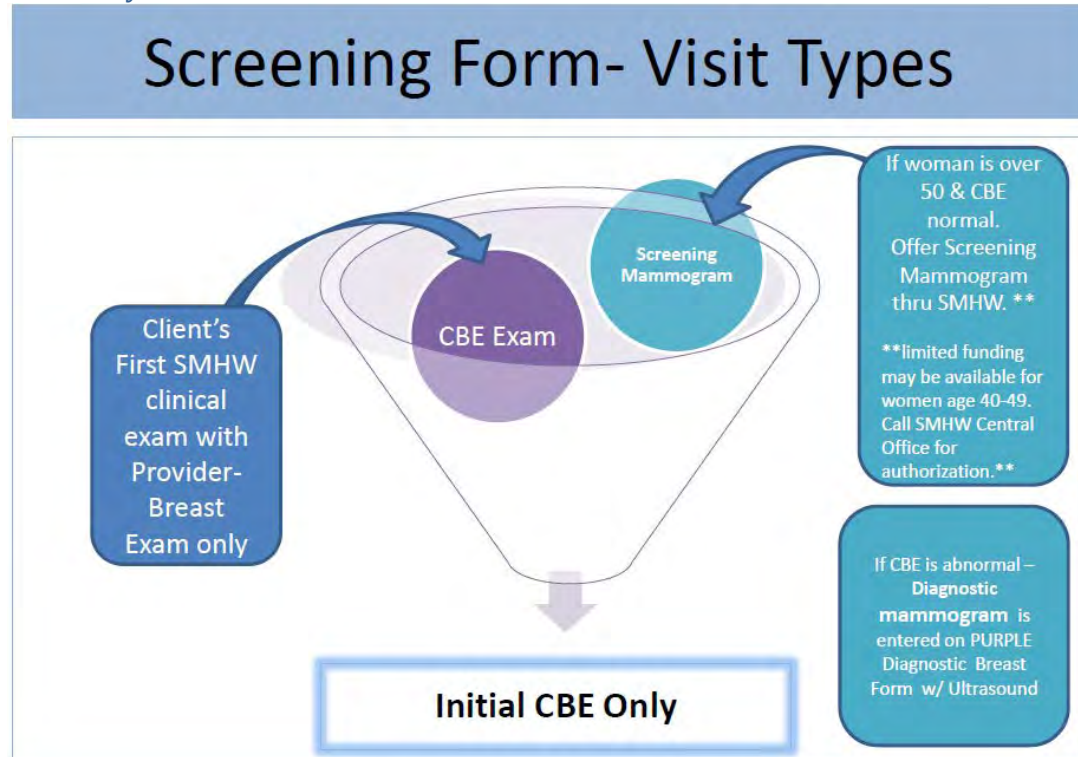 Screening Form- Visit Types
Client's
First SMHW
clinical
exam with
Provider-
Breast
Exam only
CBE Exam
Screening
Mammogram
If woman is over
50 & CBE
normal.
Offer Screening
Mammogram
thru SMHW. **
**limited funding
may be available for
women age 40-49.
Call SMHW Central
Office for
authorization.**
If CBE is abnormal –
Diagnostic
mammogram is
entered on PURPLE
Diagnostic Breast
Form w/ Ultrasound
Initial CBE Only